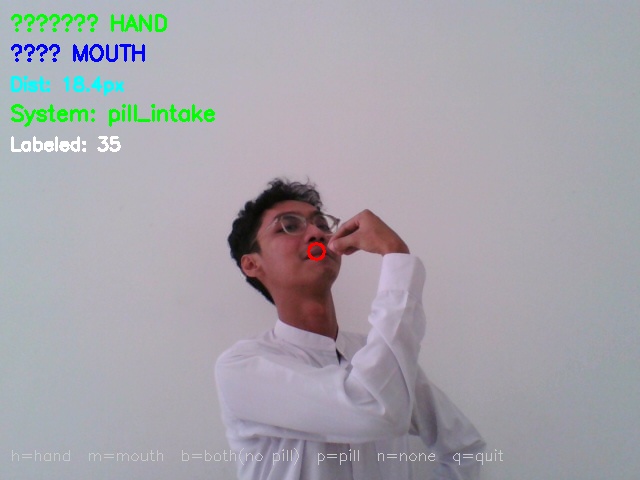 ??????? HAND
???? MOUTH
Dist: 18.4px
System: pill_intake
Labeled: 35
h=hand m=mouth b=both(no pill) p=pill n=none q=quit